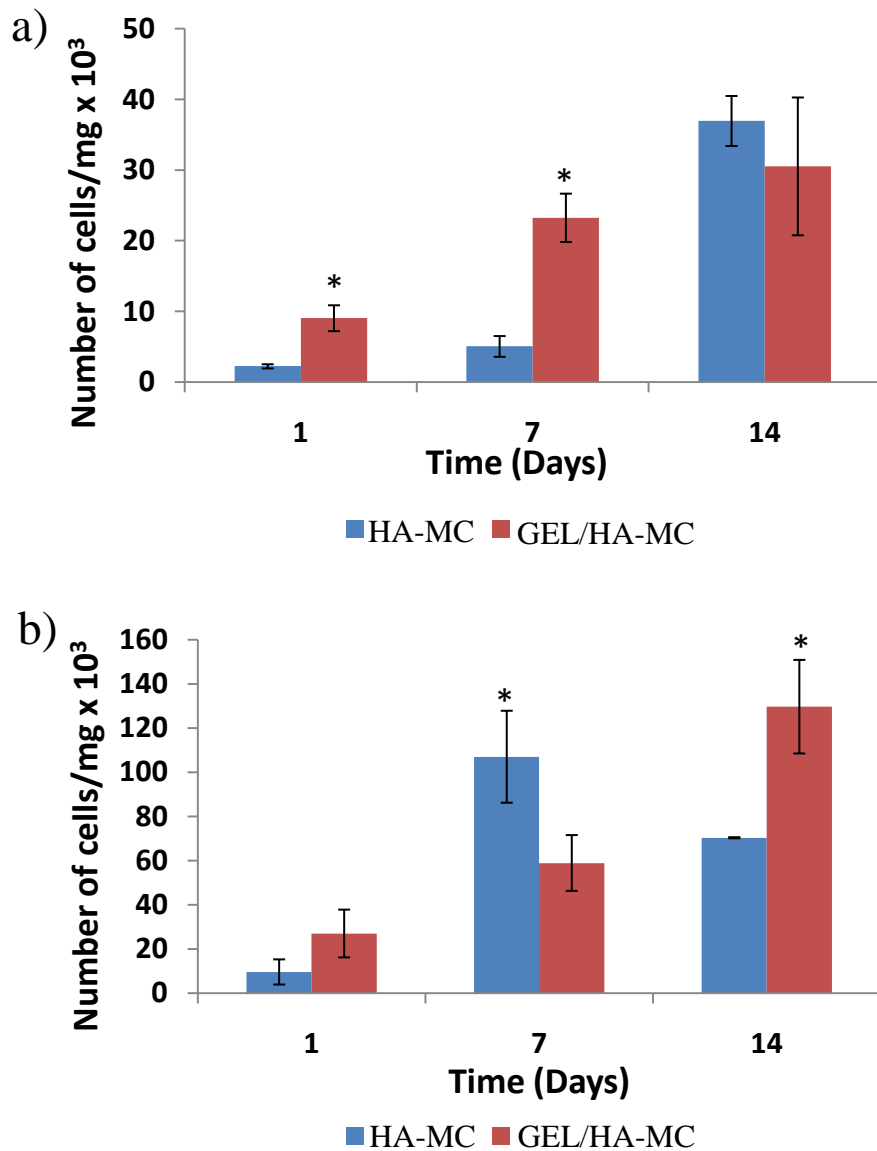 a)
Number of cells/mg x 10³
50
40
30
20
10
0
*
*
1 7 14
Time (Days)
HA-MC GEL/HA-MC
b)
Number of cells/mg x 10³
160
140
120
100
80
60
40
20
0
*
*
1 7 14
Time (Days)
HA-MC GEL/HA-MC